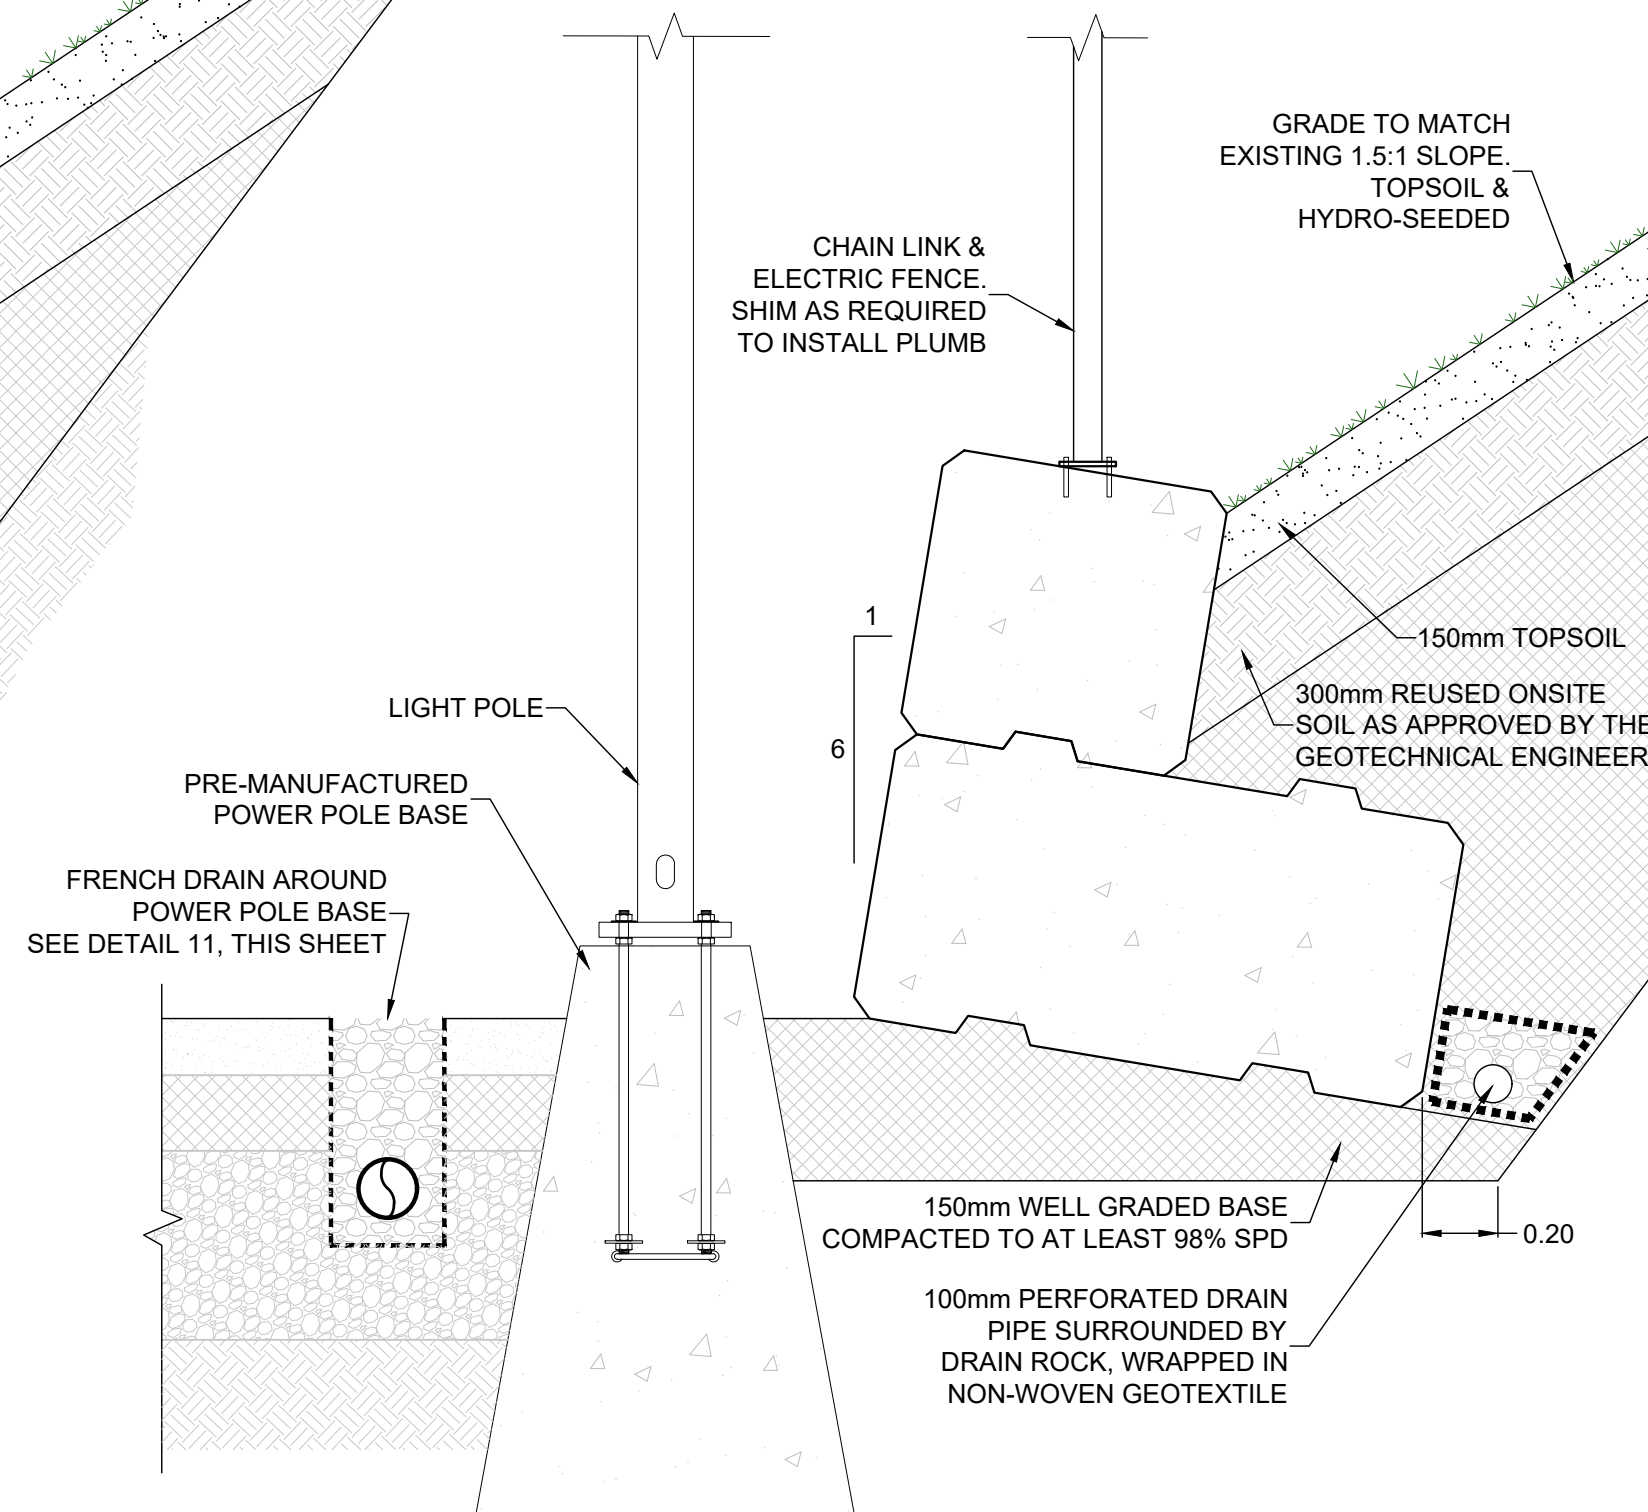 GRADE TO MATCH
EXISTING 1.5:1 SLOPE.
TOPSOIL &
HYDRO-SEEDED
CHAIN LINK &
ELECTRIC FENCE.
SHIM AS REQUIRED
TO INSTALL PLUMB
1
6
150mm TOPSOIL
300mm REUSED ONSITE
SOIL AS APPROVED BY THE
GEOTECHNICAL ENGINEER
LIGHT POLE
PRE-MANUFACTURED
POWER POLE BASE
FRENCH DRAIN AROUND
POWER POLE BASE
SEE DETAIL 11, THIS SHEET
150mm WELL GRADED BASE
COMPACTED TO AT LEAST 98% SPD
0.20
100mm PERFORATED DRAIN
PIPE SURROUNDED BY
DRAIN ROCK, WRAPPED IN
NON-WOVEN GEOTEXTILE